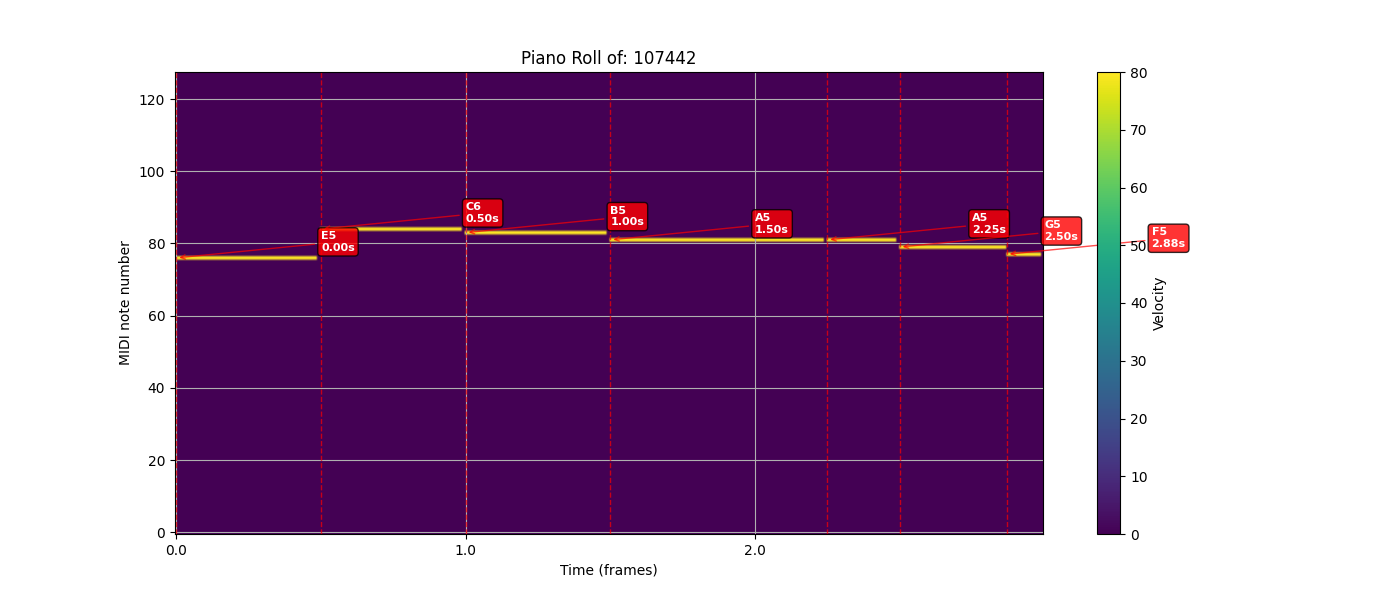 Piano Roll of: 107442
MIDI note number
120
100
80
60
40
20
0
E5
0.00s
C6
0.50s
B5
1.00s
A5
1.50s
A5
2.25s
G5
2.50s
F5
2.88s
0.0
1.0
2.0
Time (frames)
80
70
60
50
40
30
20
10
0
Velocity